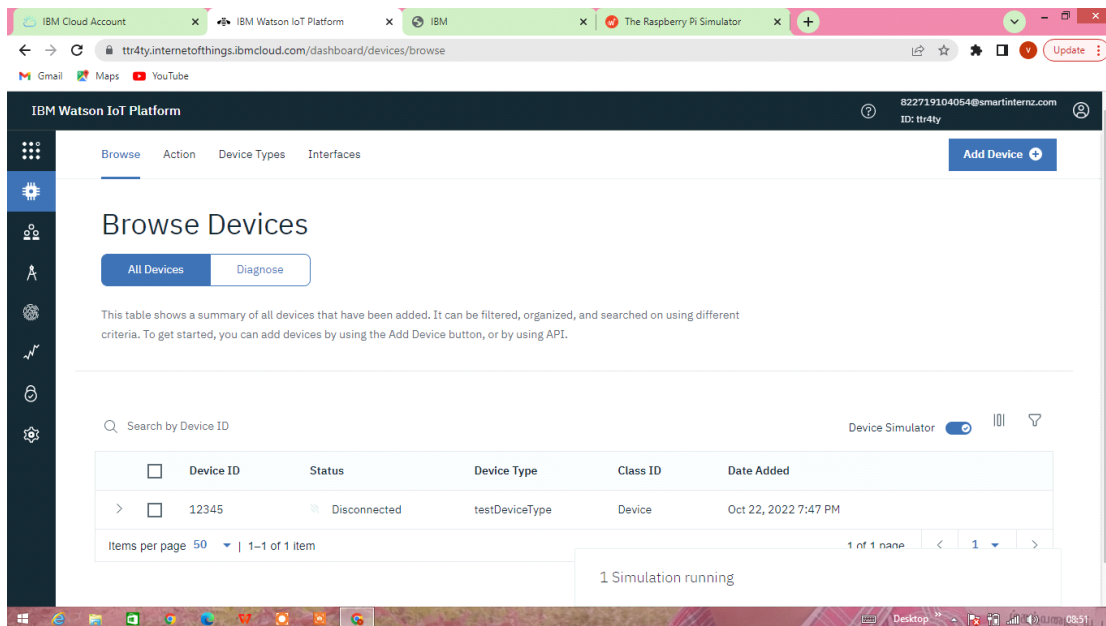 IBM Cloud Account
IBM Watson IoT Platform
IBM
The Raspberry Pi Simulator
ttr4ty.internetofthings.ibmcloud.com/dashboard/devices/browse
V
Update
Gmail
Maps
YouTube
IBM Watson IoT Platform
822719104054@smartinternz.com
ID: ttr4ty
Browse
Action
Device Types
Interfaces
Add Device
Browse Devices
All Devices
Diagnose
This table shows a summary of all devices that have been added. It can be filtered, organized, and searched on using different
criteria. To get started, you can add devices by using the Add Device button, or by using API.
Search by Device ID
Device Simulator
Device ID Status Device Type Class ID Date Added
12345 Disconnected testDeviceType Device Oct 22, 2022 7:47 PM
Items per page 50 | 1–1 of 1 item
1 of 1 page
1
1 Simulation running
Desktop
08:51